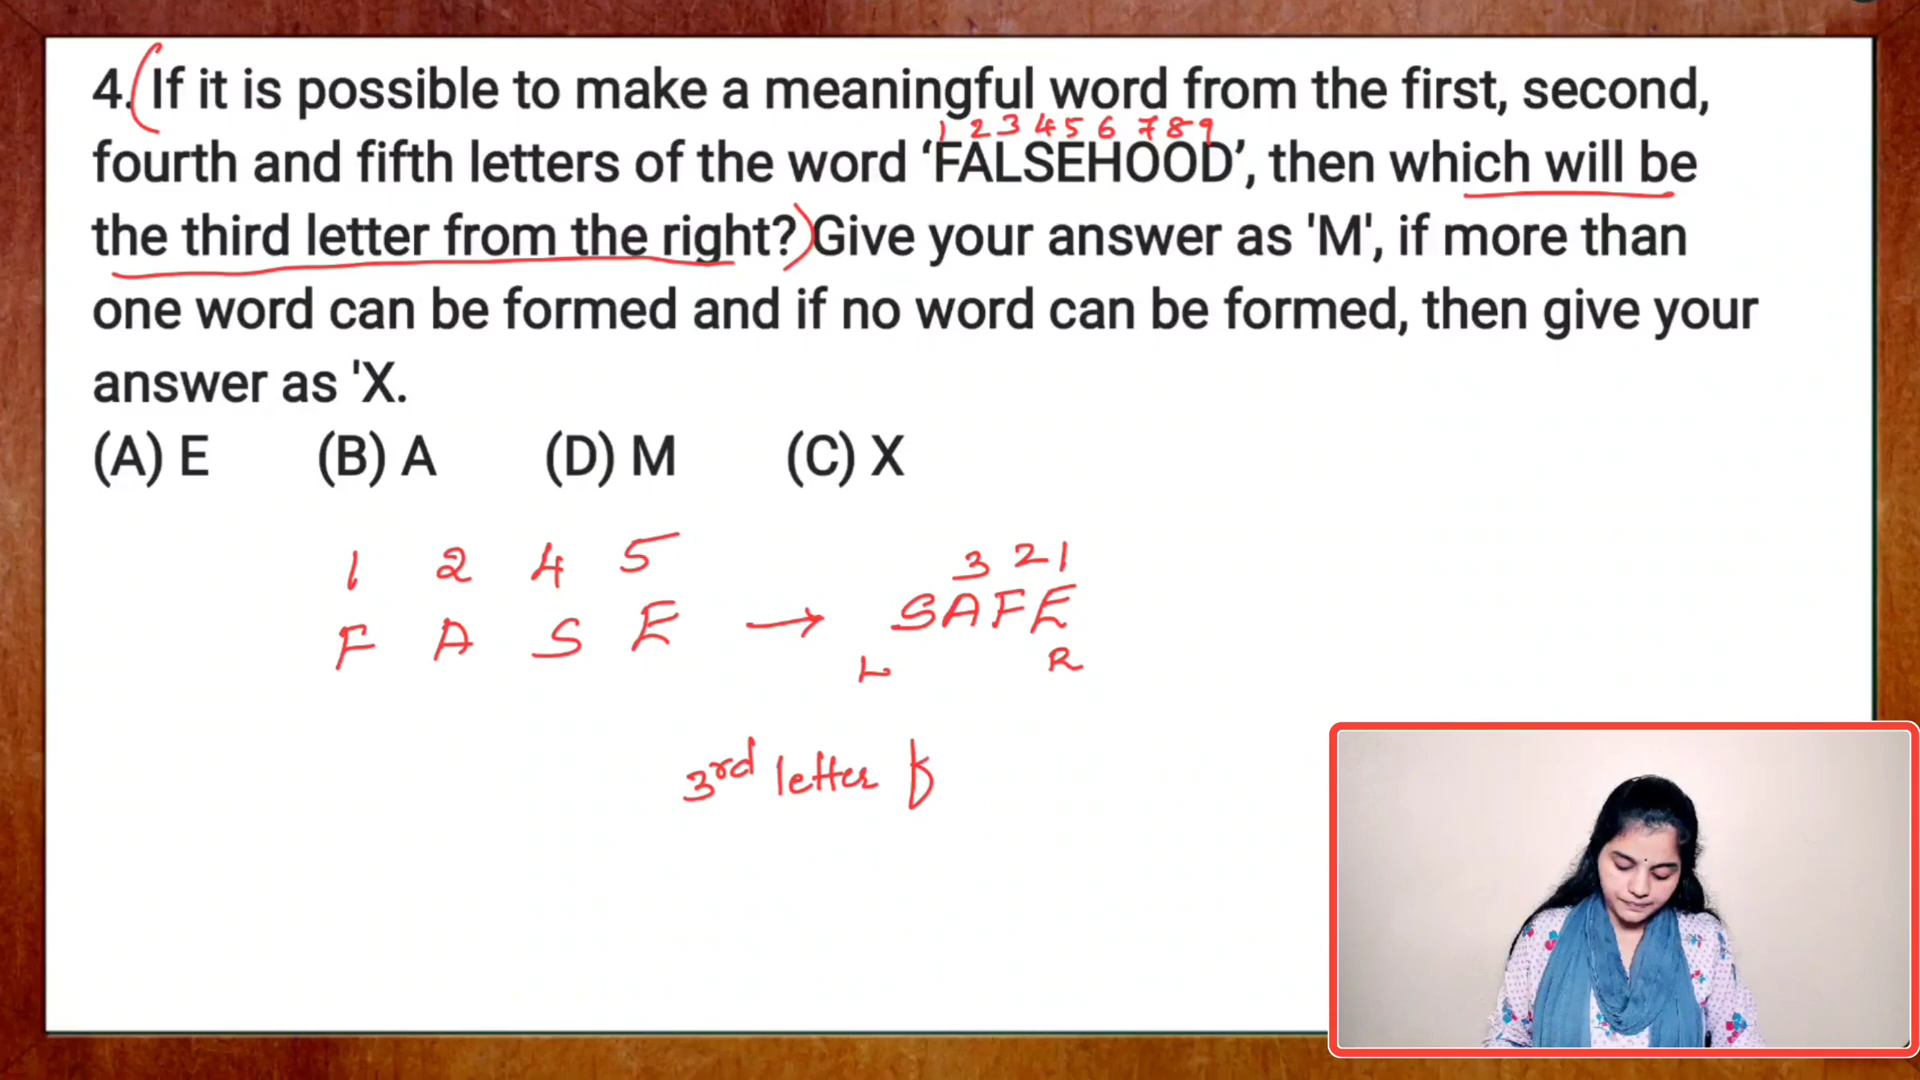 4. If it is possible to make a meaningful word from the first, second,
1 2 3 4 5 6 7 8 9
fourth and fifth letters of the word ‘FALSEHOOD’, then which will be
the third letter from the right? Give your answer as 'M', if more than
one word can be formed and if no word can be formed, then give your
answer as 'X.
(A) E (B) A (D) M (C) X
1 2 4 5 3 2 1
F A S E → SAFE
L R
3rd letter